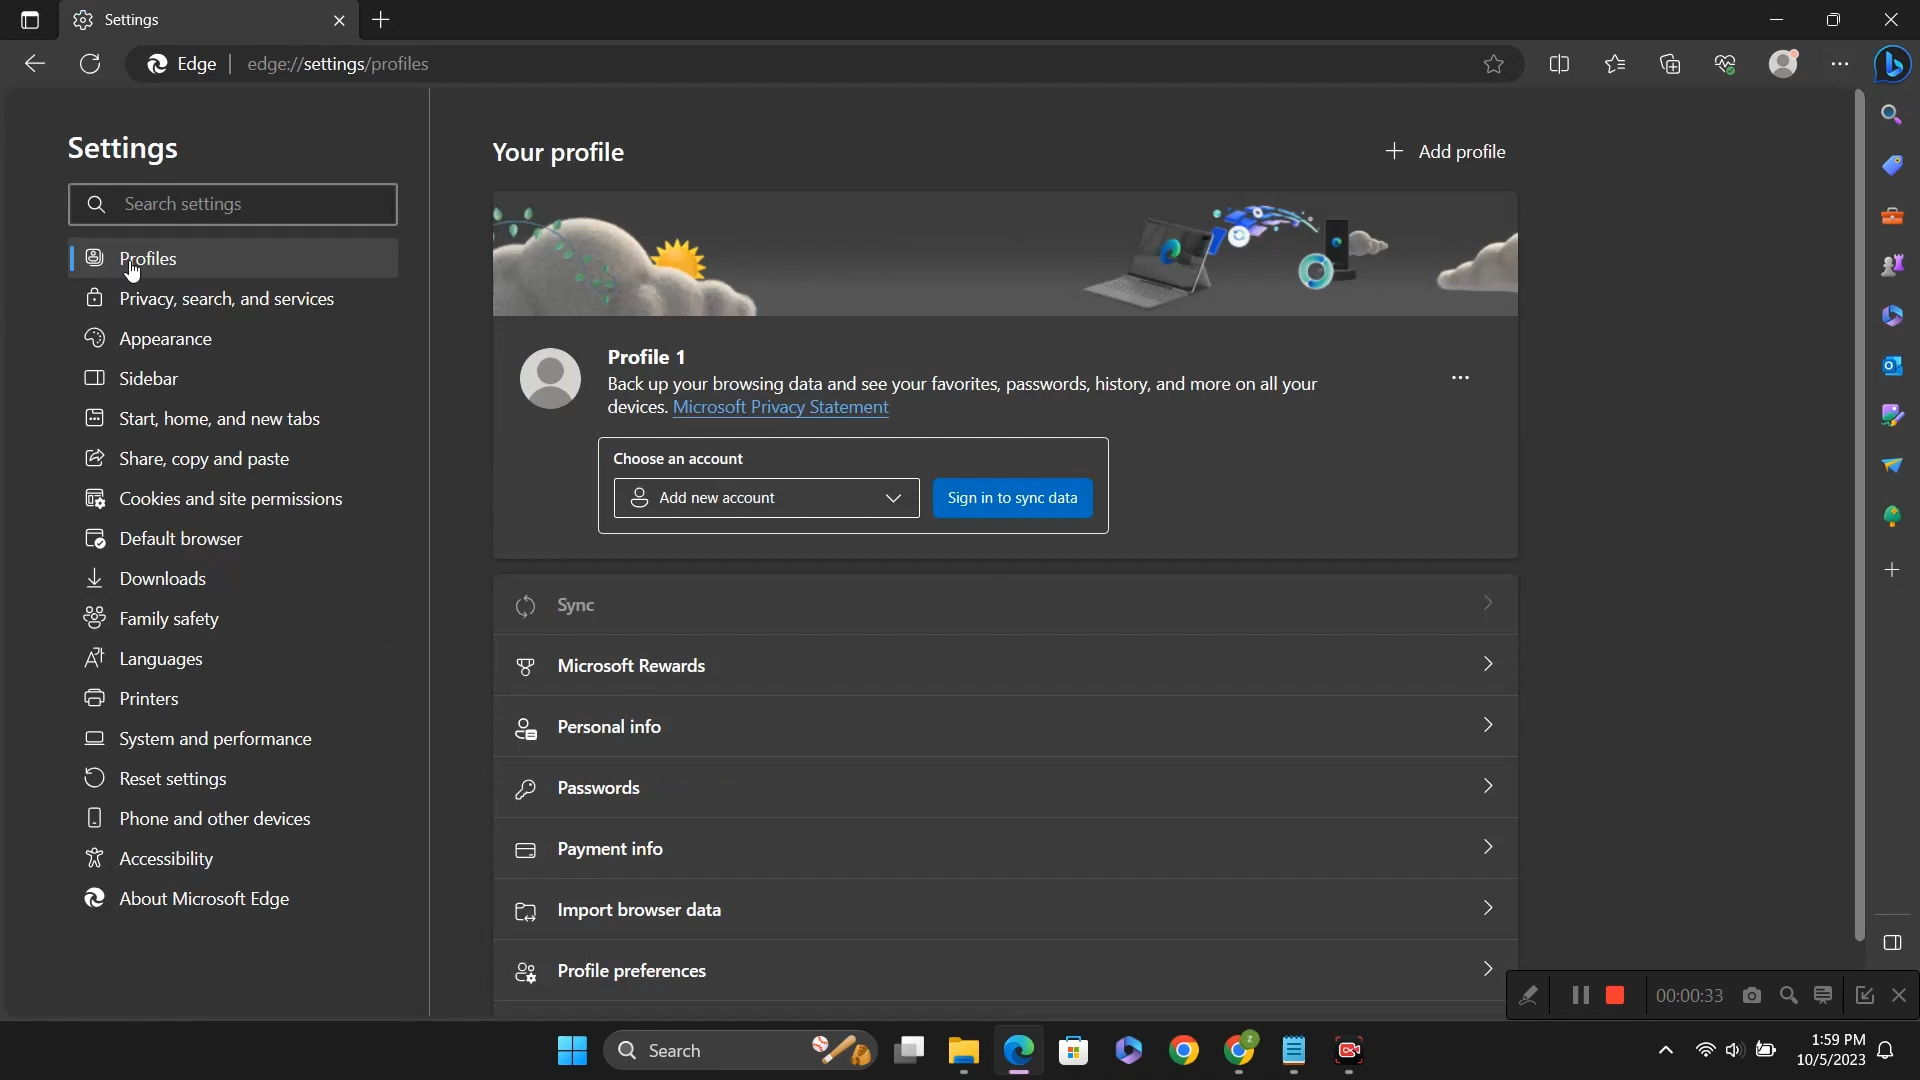 Settings
Edge
edge://settings/profiles
Settings
Search settings
Profiles
Privacy, search, and services
Appearance
Sidebar
Start, home, and new tabs
Share, copy and paste
Cookies and site permissions
Default browser
Downloads
Family safety
Languages
Printers
System and performance
Reset settings
Phone and other devices
Accessibility
About Microsoft Edge
Your profile
Add profile
Profile 1
Back up your browsing data and see your favorites, passwords, history, and more on all your
devices. Microsoft Privacy Statement
Choose an account
Add new account
Sign in to sync data
Sync
Microsoft Rewards
Personal info
Passwords
Payment info
Import browser data
Profile preferences
00:00:33
Search
1:59 PM
10/5/2023